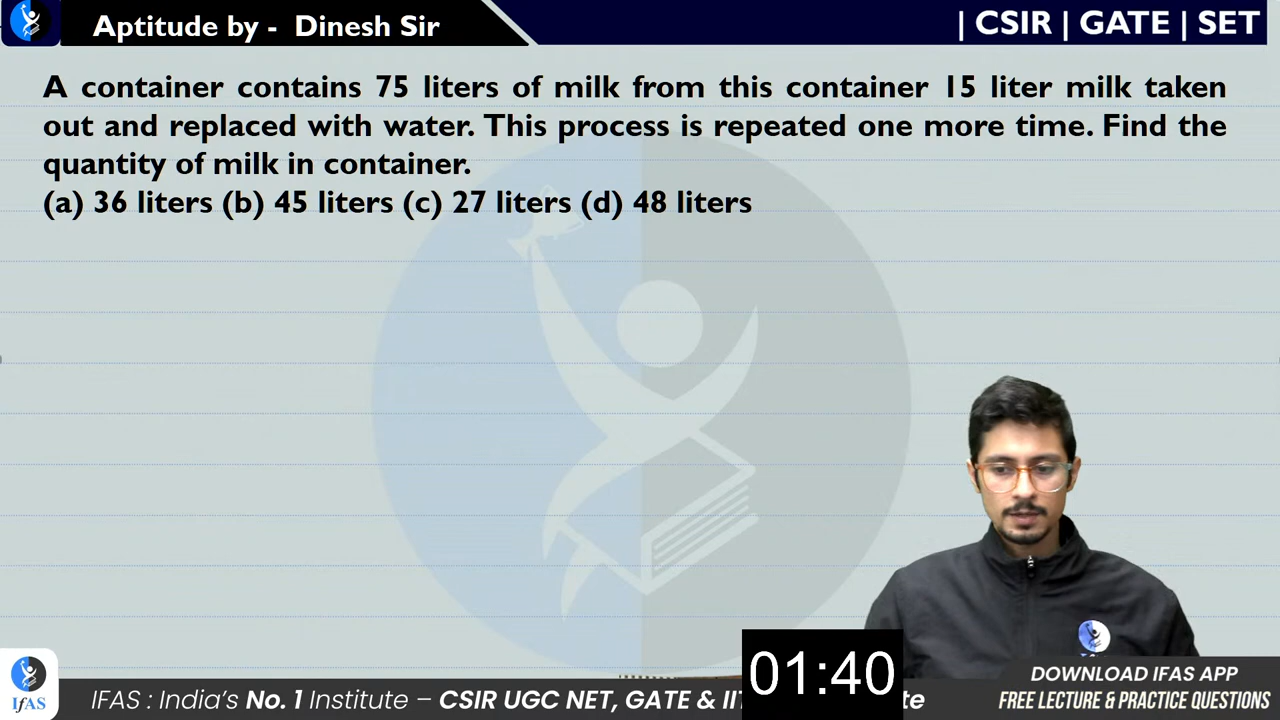 Aptitude by - Dinesh Sir
| CSIR | GATE | SET
A container contains 75 liters of milk from this container 15 liter milk taken
out and replaced with water. This process is repeated one more time. Find the
quantity of milk in container.
(a) 36 liters (b) 45 liters (c) 27 liters (d) 48 liters
01:40
DOWNLOAD IFAS APP
FREE LECTURE & PRACTICE QUESTIONS
IFAS
IFAS : India's No. 1 Institute – CSIR UGC NET, GATE & II
te